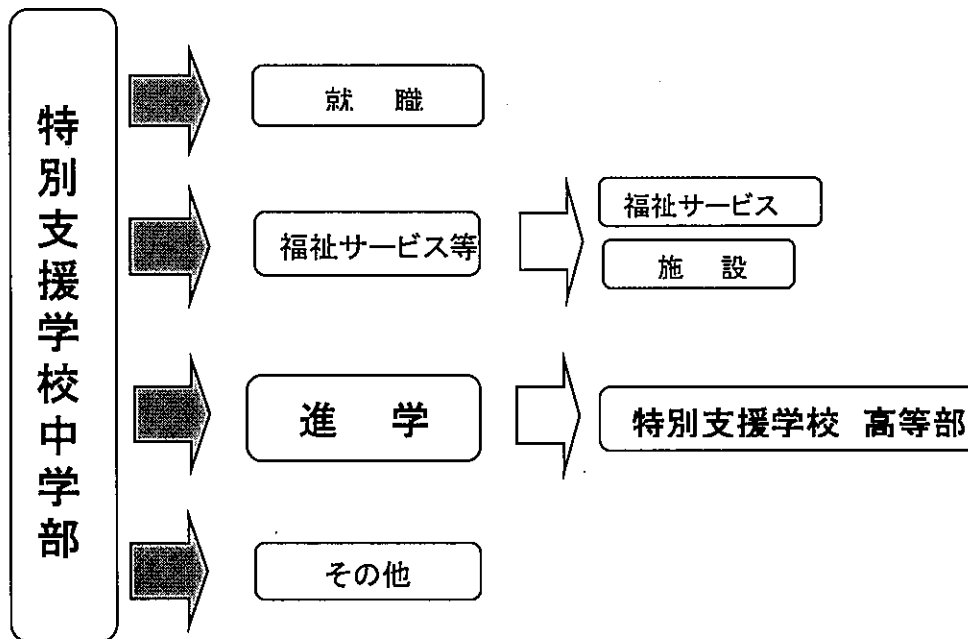 特別支援学校中学部
就 職
福祉サービス等
福祉サービス
施 設
進 学
特別支援学校 高等部
その他